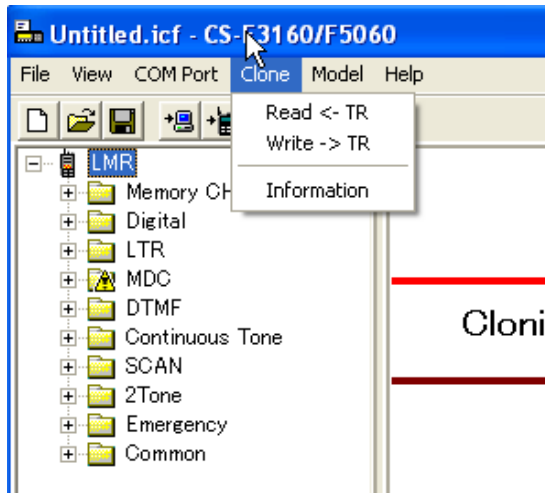 Untitled.icf - CS-F3160/F5060
File View COM Port Clone Model Help
Read <- TR
Write -> TR
Information
LMR
Memory CH
Digital
LTR
MDC
DTMF
Continuous Tone
SCAN
2Tone
Emergency
Common
Cloni